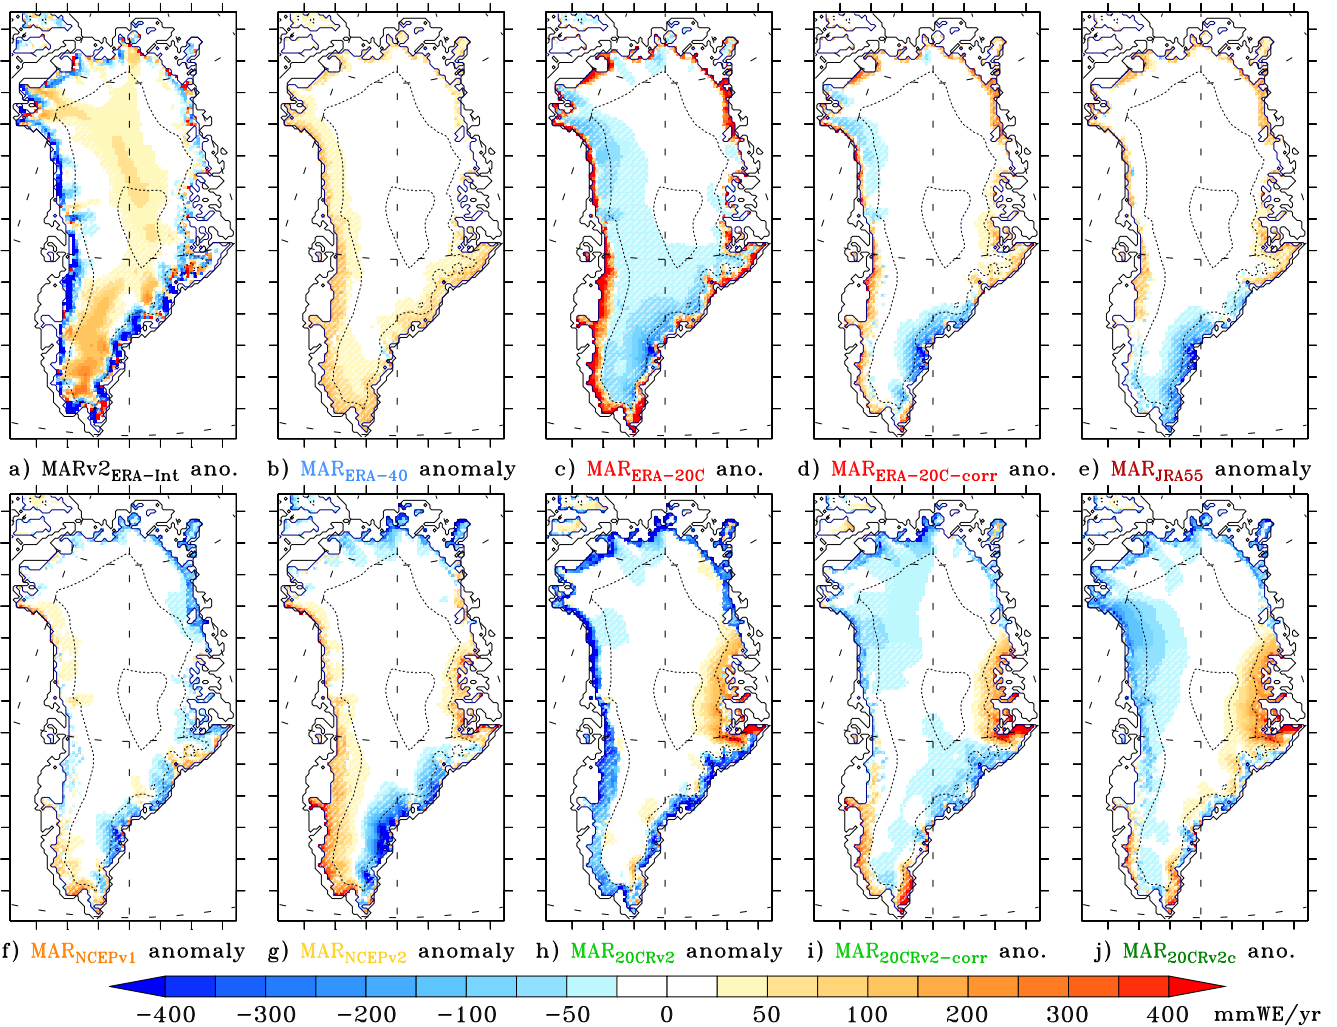 a) MARv2ERA-Int ano.
b) MARERA-40 anomaly
c) MARERA-20C ano.
d) MARERA-20C-corr ano.
e) MARJRA55 anomaly
f) MARNCEPv1 anomaly
g) MARNCEPv2 anomaly
h) MAR20CRv2 anomaly
i) MAR20CRv2-corr ano.
j) MAR20CRv2c ano.
-400 -300 -200 -100 -50 0 50 100 200 300 400 mmWE/yr